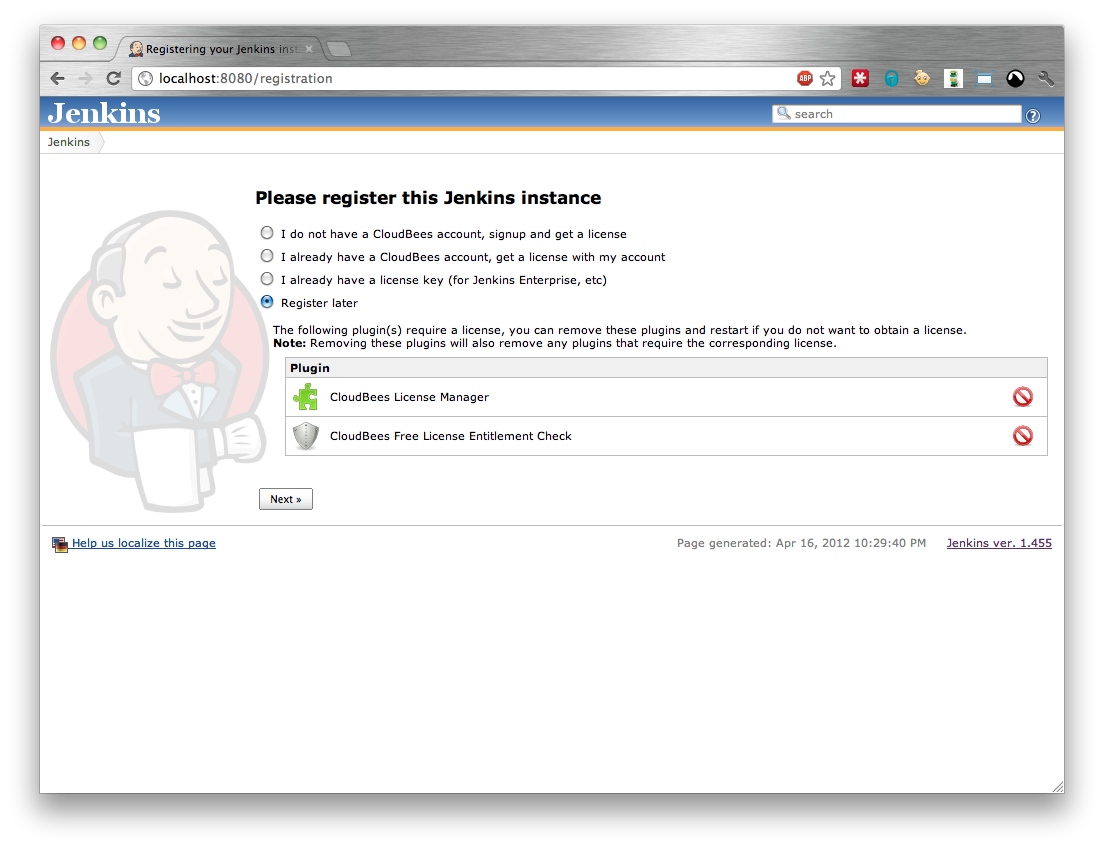 Registering your Jenkins inst
localhost:8080/registration
ABP
Jenkins
search
?
Jenkins
Please register this Jenkins instance
I do not have a CloudBees account, signup and get a license
I already have a CloudBees account, get a license with my account
I already have a license key (for Jenkins Enterprise, etc)
Register later
The following plugin(s) require a license, you can remove these plugins and restart if you do not want to obtain a license.
Note: Removing these plugins will also remove any plugins that require the corresponding license.
Plugin
CloudBees License Manager
CloudBees Free License Entitlement Check
Next »
Help us localize this page
Page generated: Apr 16, 2012 10:29:40 PM
Jenkins ver. 1.455